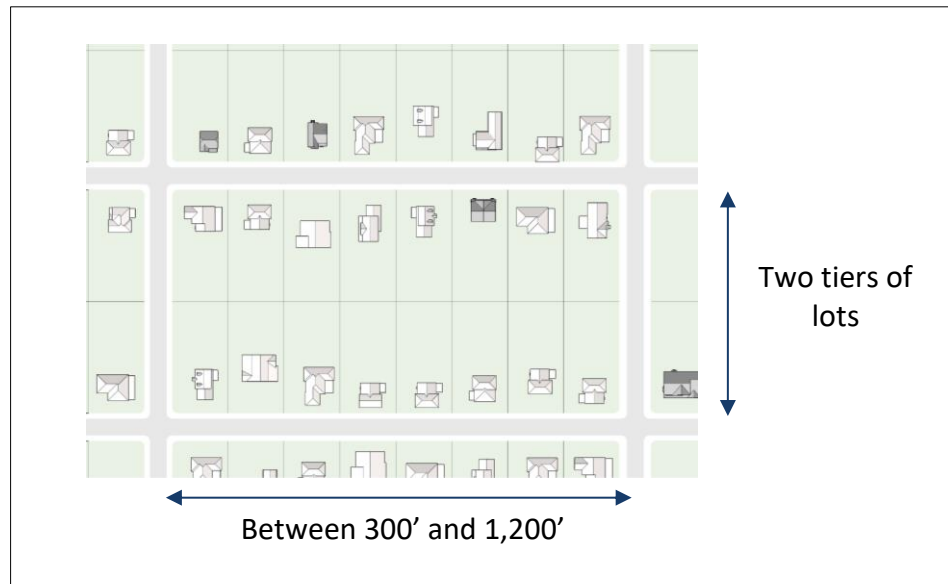 Two tiers of
lots
Between 300’ and 1,200’